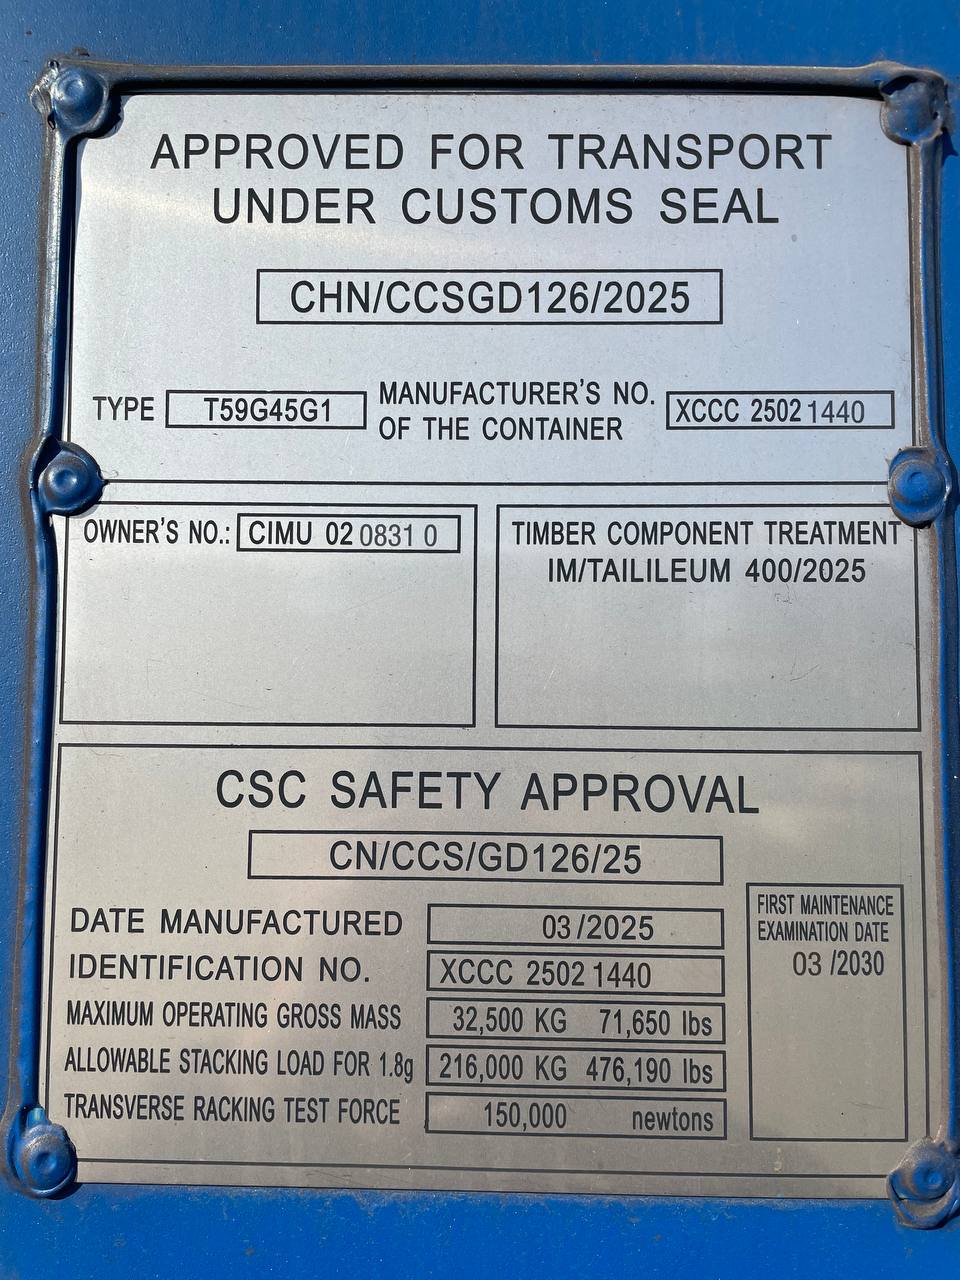 APPROVED FOR TRANSPORT
UNDER CUSTOMS SEAL
CHN/CCSGD126/2025
TYPE T59G45G1 MANUFACTURER'S NO. OF THE CONTAINER XCCC 2502 1440
OWNER'S NO.: CIMU 02 0831 0
TIMBER COMPONENT TREATMENT
IM/TAILILEUM 400/2025
CSC SAFETY APPROVAL
CN/CCS/GD126/25
DATE MANUFACTURED 03/2025
IDENTIFICATION NO. XCCC 2502 1440
MAXIMUM OPERATING GROSS MASS 32,500 KG 71,650 lbs
ALLOWABLE STACKING LOAD FOR 1.8g 216,000 KG 476,190 lbs
TRANSVERSE RACKING TEST FORCE 150,000 newtons
FIRST MAINTENANCE
EXAMINATION DATE
03 /2030